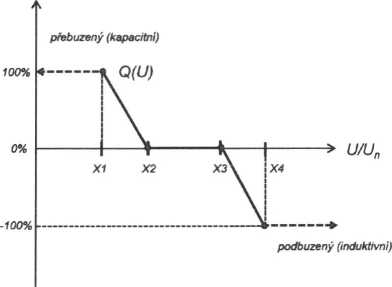 přebuzený (kapacitní)
100%
Q(U)
0%
U/Un
X1
X2
X3
X4
-100%
podbuzený (induktivní)